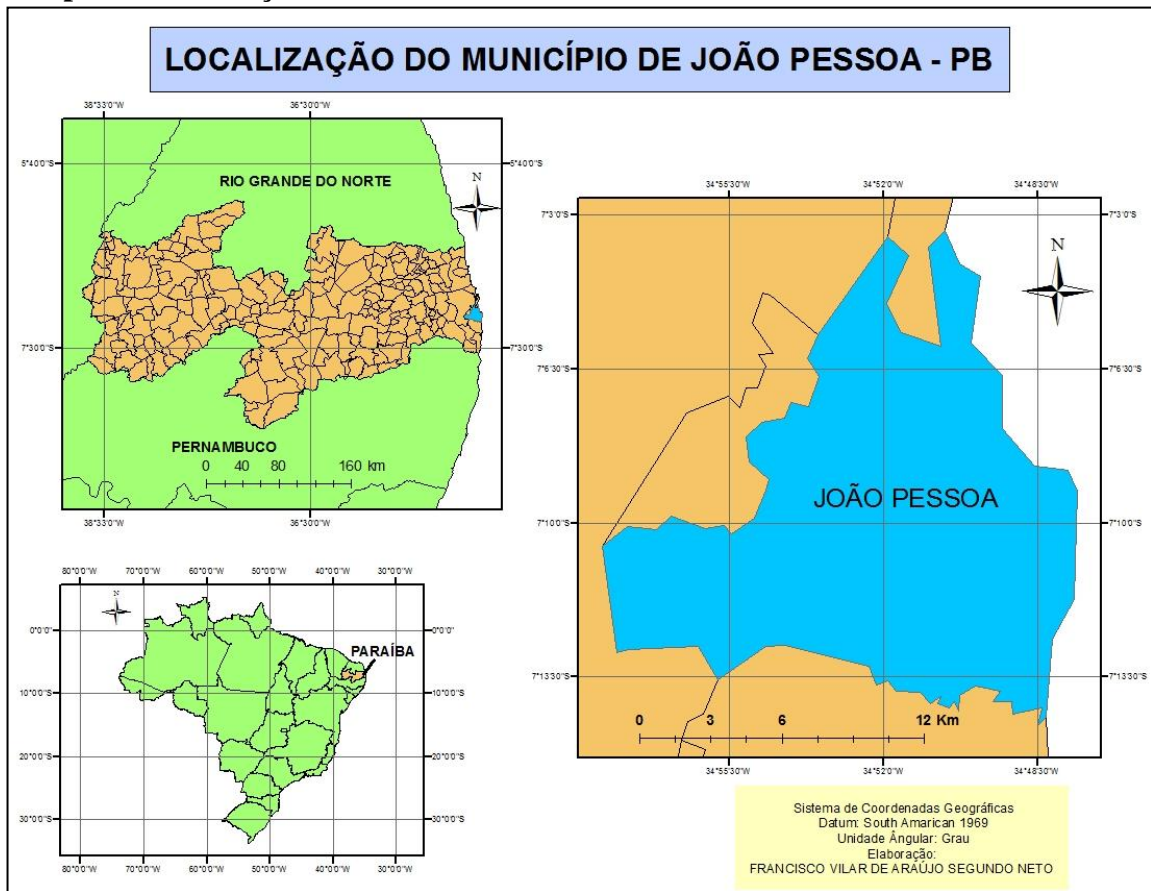 LOCALIZAÇÃO DO MUNICÍPIO DE JOÃO PESSOA - PB
38°33'0"W 36°30'0"W
5°40'0"S 5°40'0"S
RIO GRANDE DO NORTE
N
7°30'0"S 7°30'0"S
PERNAMBUCO
0 40 80 160 km
38°33'0"W 36°30'0"W
80°0'0"W 70°0'0"W 60°0'0"W 50°0'0"W 40°0'0"W 30°0'0"W
N
0°0'0" 0°0'0"
PARAÍBA
10°0'0"S 10°0'0"S
20°0'0"S 20°0'0"S
30°0'0"S 30°0'0"S
80°0'0"W 70°0'0"W 60°0'0"W 50°0'0"W 40°0'0"W 30°0'0"W
34°55'30"W 34°52'0"W 34°48'30"W
7°3'0"S 7°3'0"S
N
7°6'30"S 7°6'30"S
JOÃO PESSOA
7°10'0"S 7°10'0"S
7°13'30"S 7°13'30"S
0 3 6 12 Km
34°55'30"W 34°52'0"W 34°48'30"W
Sistema de Coordenadas Geográficas
Datum: South Amarican 1969
Unidade Ângular: Grau
Elaboração:
FRANCISCO VILAR DE ARAÚJO SEGUNDO NETO